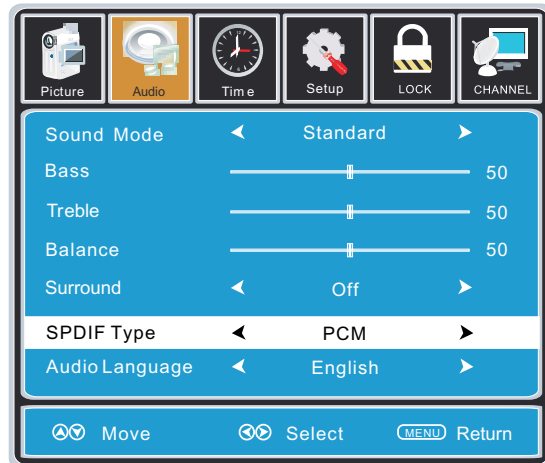 Picture Audio Time Setup LOCK CHANNEL
Sound Mode Standard
Bass 50
Treble 50
Balance 50
Surround Off
SPDIF Type PCM
Audio Language English
Move Select MENU Return